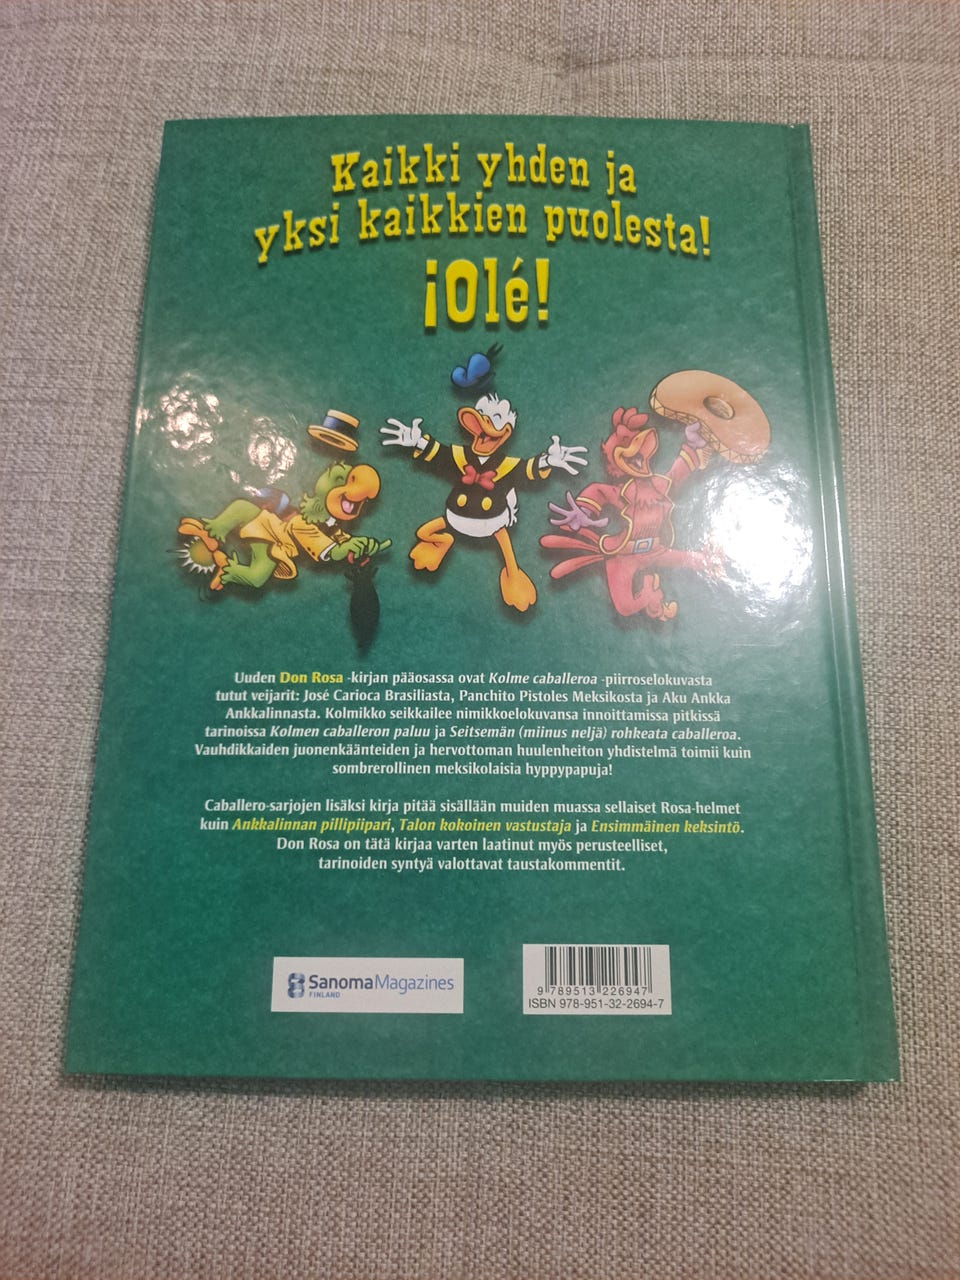 Kaikki yhden ja
yksi kaikkien puolesta!
¡Olé!
Uuden Don Rosa -kirjan pääosassa ovat Kolme caballeroa -piirroselokuvasta
tutut veijarit: José Carioca Brasiliasta, Panchito Pistoles Meksikosta ja Aku Ankka
Ankkalinnasta. Kolmikko seikkailee nimikkoelokuvansa innoittamissa pitkissä
tarinoissa Kolmen caballeron paluu ja Seitsemän (miinus neljä) rohkeata caballeroa.
Vauhdikkaiden juonenkäänteiden ja hervottoman huulenheiton yhdistelmä toimii kuin
sombrerollinen meksikolaisia hyppypapuja!
Caballero-sarjojen lisäksi kirja pitää sisällään muiden muassa sellaiset Rosa-helmet
kuin Ankkalinnan pillipiipari, Talon kokoinen vastustaja ja Ensimmäinen keksintö.
Don Rosa on tätä kirjaa varten laatinut myös perusteelliset,
tarinoiden syntyä valottavat taustakommentit.
SanomaMagazines
FINLAND
9 789513 226947
ISBN 978-951-32-2694-7